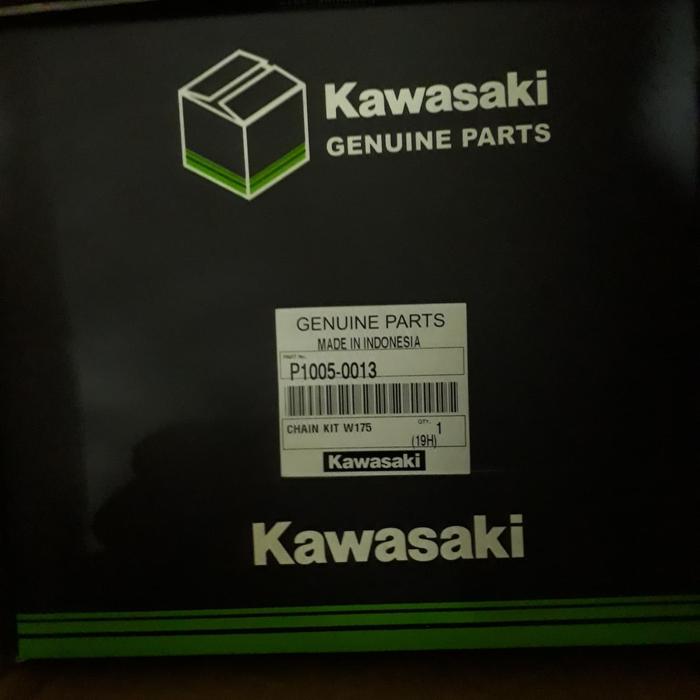 Kawasaki
GENUINE PARTS
GENUINE PARTS
MADE IN INDONESIA
PART No.
P1005-0013
CHAIN KIT W175
QTY. 1
(19H)
Kawasaki
Kawasaki